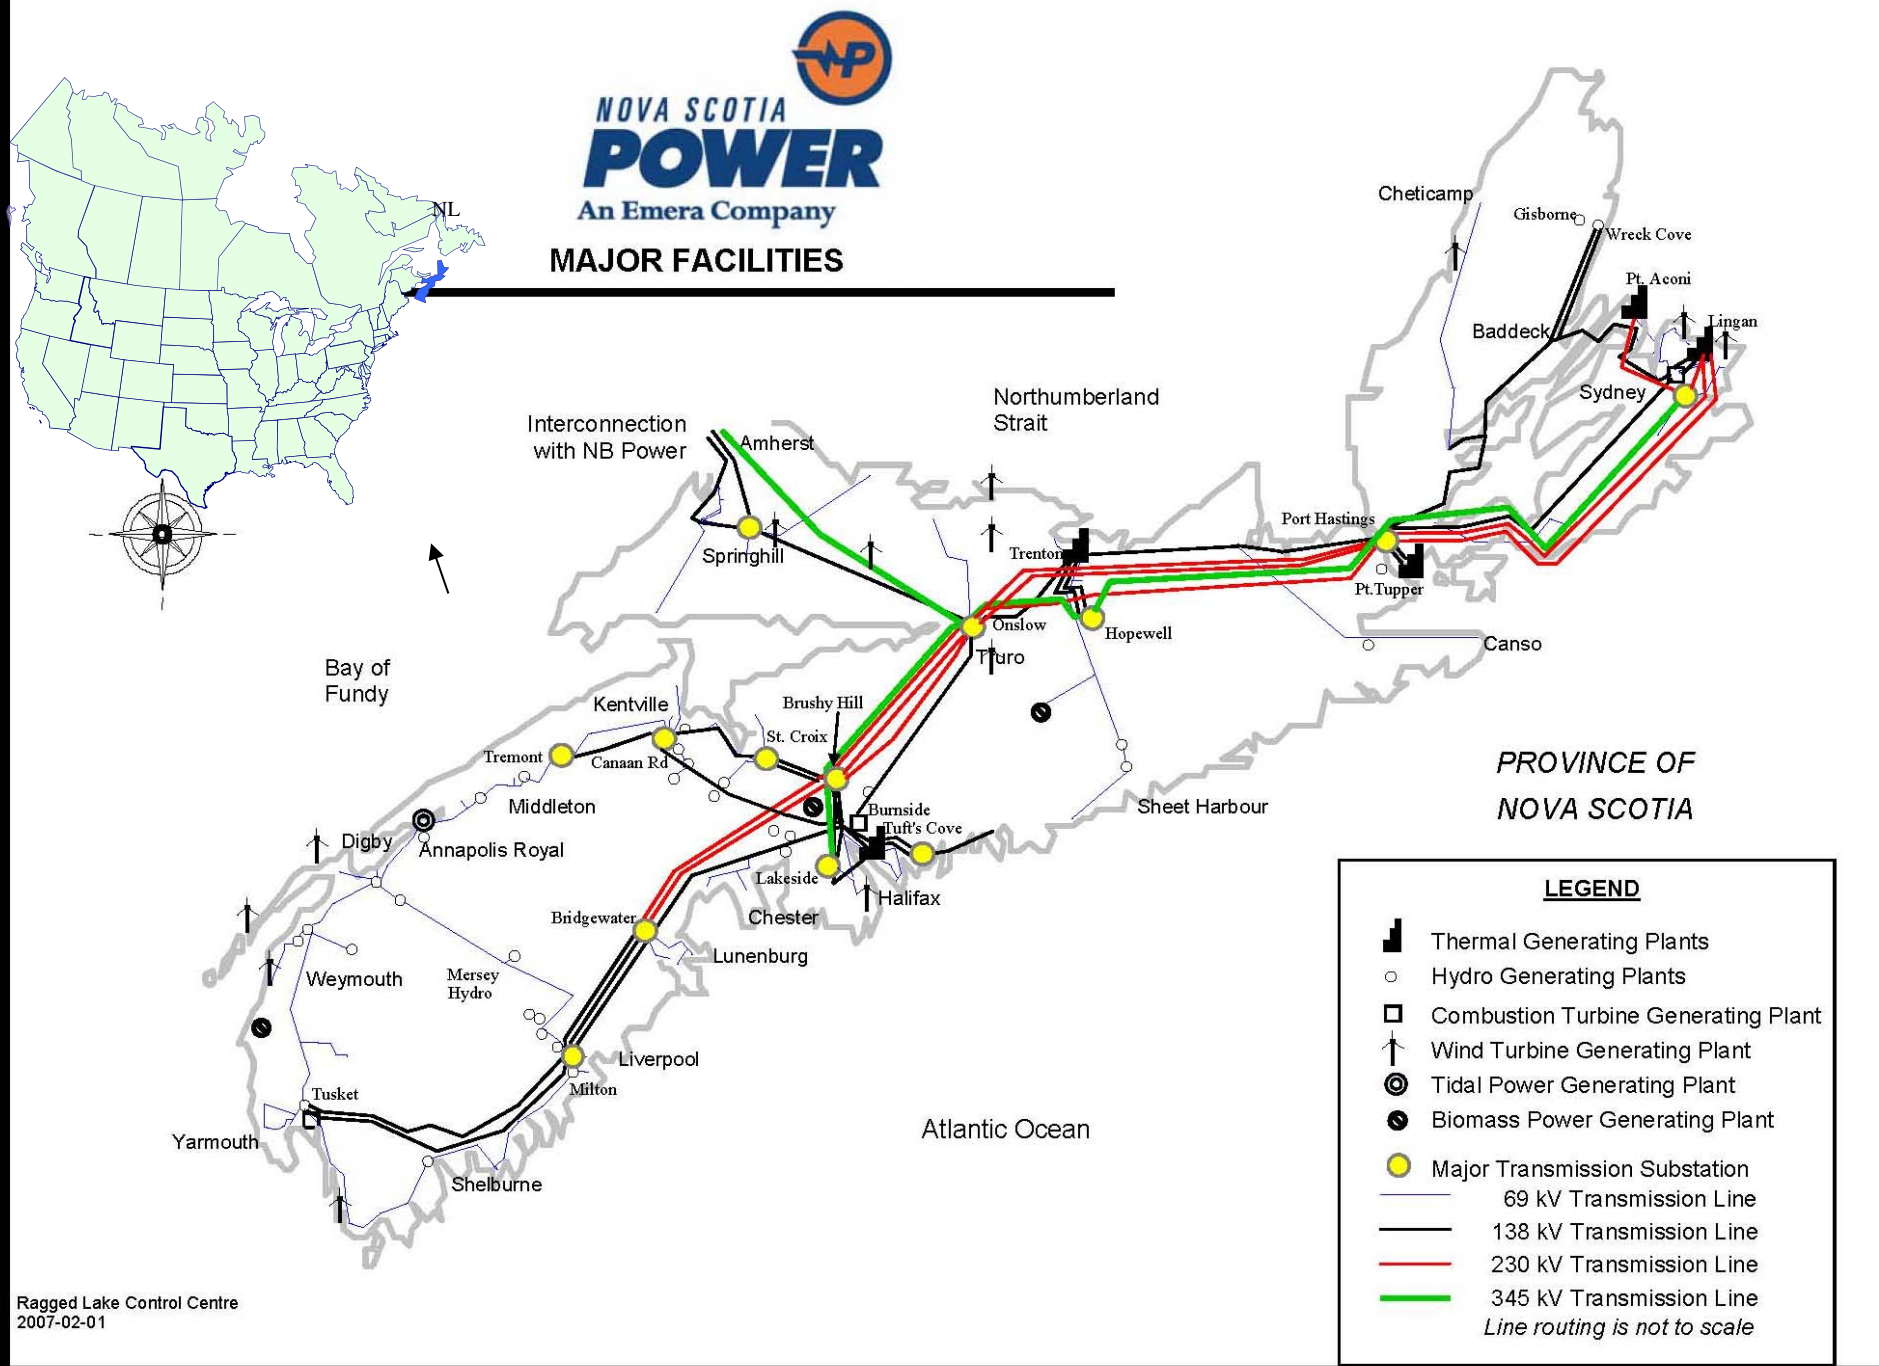 NP
NOVA SCOTIA
POWER
An Emera Company
MAJOR FACILITIES
NL
Cheticamp
Gisborne
Wreck Cove
Pt. Aconi
Lingan
Baddeck
Sydney
Northumberland
Strait
Interconnection
with NB Power
Amherst
Springhill
Port Hastings
Trenton
Pt.Tupper
Onslow
Hopewell
Canso
Truro
Bay of
Fundy
Kentville
Brushy Hill
St. Croix
Tremont
Canaan Rd
Middleton
Burnside
Tuft's Cove
Sheet Harbour
Digby
Annapolis Royal
Lakeside
Halifax
Chester
Bridgewater
Lunenburg
Weymouth
Mersey
Hydro
Liverpool
Milton
Tusket
Yarmouth
Shelburne
Atlantic Ocean
PROVINCE OF
NOVA SCOTIA
LEGEND
Thermal Generating Plants
Hydro Generating Plants
Combustion Turbine Generating Plant
Wind Turbine Generating Plant
Tidal Power Generating Plant
Biomass Power Generating Plant
Major Transmission Substation
69 kV Transmission Line
138 kV Transmission Line
230 kV Transmission Line
345 kV Transmission Line
Line routing is not to scale
Ragged Lake Control Centre
2007-02-01